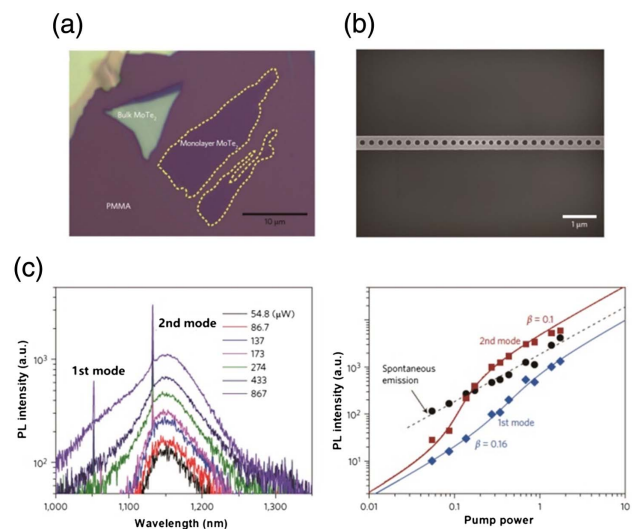 (a)
(b)
Bulk MoTe2
Monolayer MoTe2
PMMA
10 μm
1 μm
(c)
PL intensity (a.u.)
10³
10²
1st mode
2nd mode
54.8 (μW)
86.7
137
173
274
433
867
1,000
1,100
1,200
1,300
Wavelength (nm)
PL intensity (a.u.)
10⁴
10³
10²
10¹
β = 0.1
2nd mode
Spontaneous
emission
1st mode
β = 0.16
0.01
0.1
1
10
Pump power